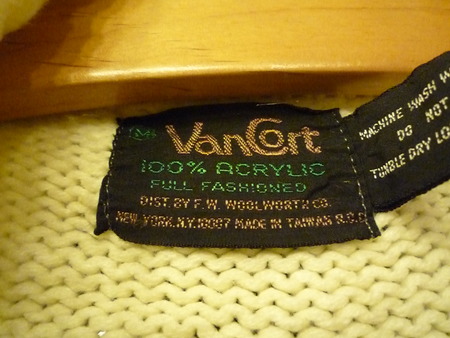 M VanCort
100% ACRYLIC
FULL FASHIONED
DIST. BY F.W. WOOLWORTH CO.
NEW YORK, N.Y. 10007 MADE IN TAIWAN R.O.C.
MACHINE WASH W
DO NOT
TUMBLE DRY LO